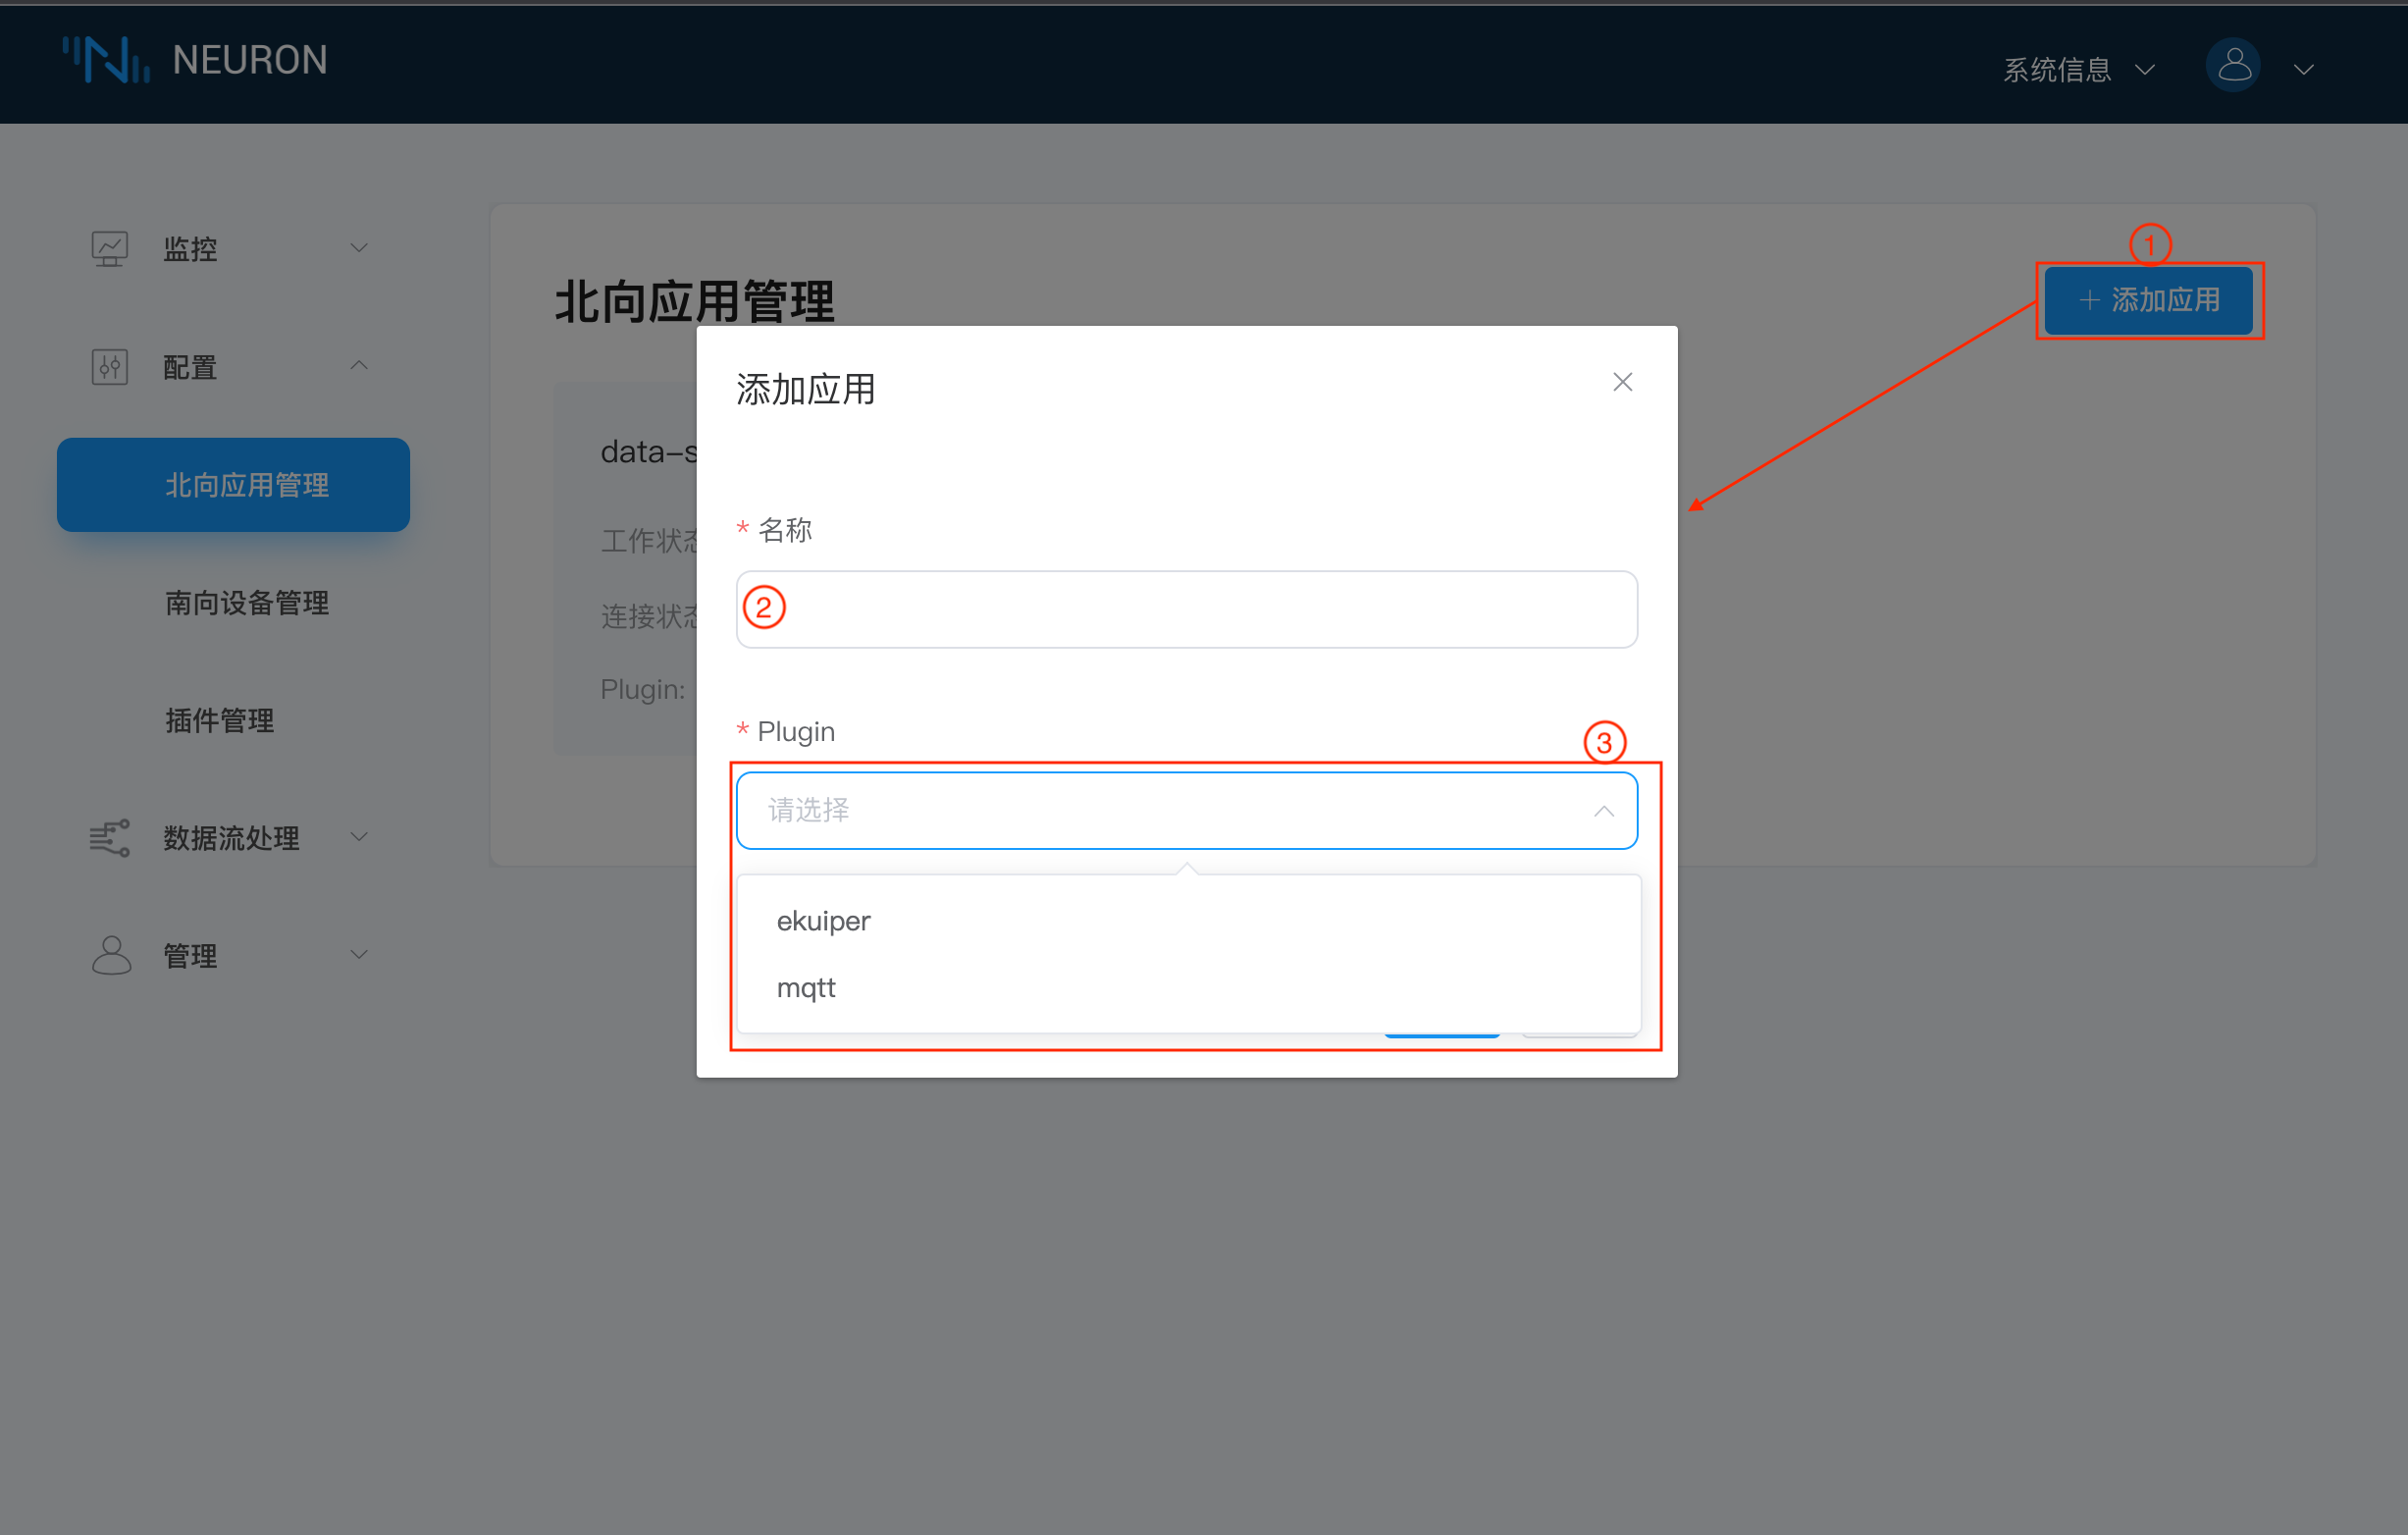 NEURON
系统信息
监控
配置
北向应用管理
南向设备管理
插件管理
数据流处理
管理
北向应用管理
1
+ 添加应用
data-s
工作状态
连接状态
Plugin:
添加应用
* 名称
2
* Plugin
3
请选择
ekuiper
mqtt